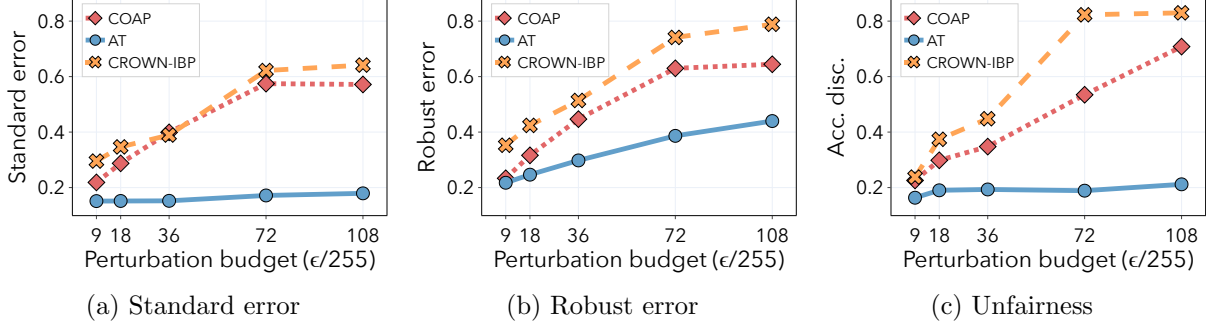 Standard error
0.8
0.6
0.4
0.2
COAP
AT
CROWN-IBP
9 18 36 72 108
Perturbation budget (ϵ/255)
(a) Standard error
Robust error
0.8
0.6
0.4
0.2
COAP
AT
CROWN-IBP
9 18 36 72 108
Perturbation budget (ϵ/255)
(b) Robust error
Acc. disc.
0.8
0.6
0.4
0.2
COAP
AT
CROWN-IBP
9 18 36 72 108
Perturbation budget (ϵ/255)
(c) Unfairness